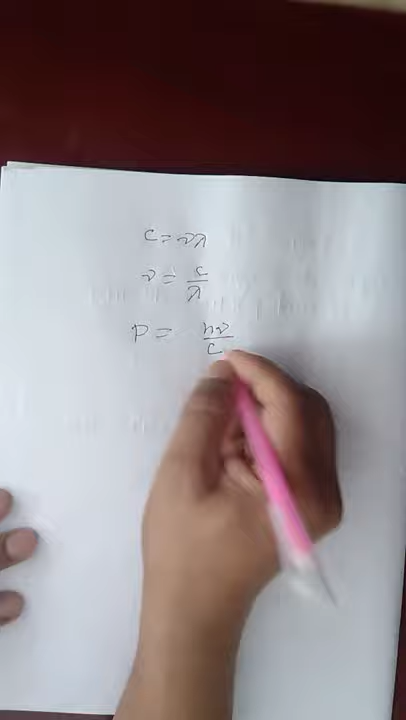 c = νλ
ν = c/λ
P = hν/c